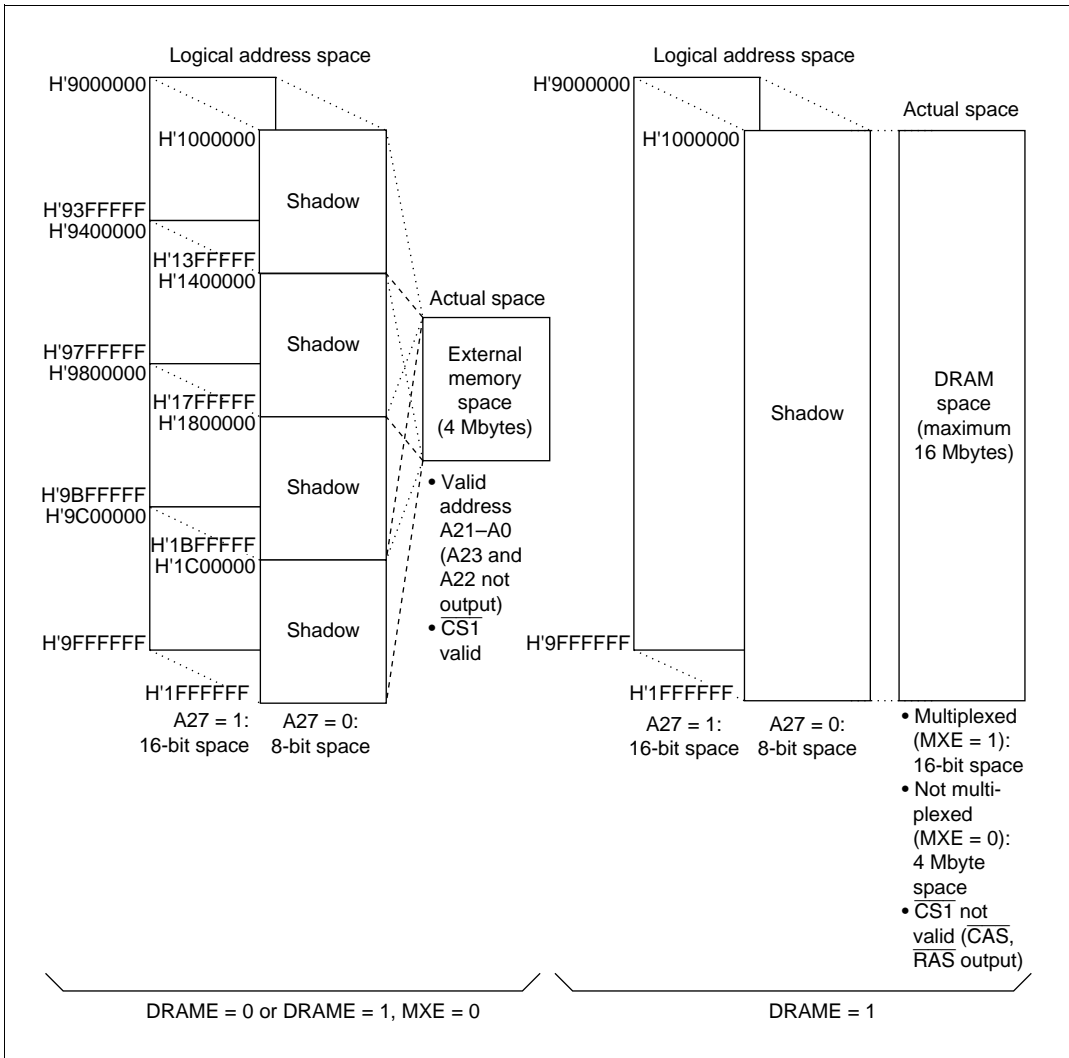 Logical address space
H'9000000
H'1000000
Shadow
H'93FFFFF
H'9400000
H'13FFFFF
H'1400000
Shadow
H'97FFFFF
H'9800000
H'17FFFFF
H'1800000
Shadow
H'9BFFFFF
H'9C00000
H'1BFFFFF
H'1C00000
Shadow
H'9FFFFFF
H'1FFFFFF
A27 = 1:
16-bit space
A27 = 0:
8-bit space
Actual space
External
memory
space
(4 Mbytes)
• Valid
address
A21–A0
(A23 and
A22 not
output)
• CS1
valid
DRAME = 0 or DRAME = 1, MXE = 0
Logical address space
H'9000000
H'1000000
Shadow
H'9FFFFFF
H'1FFFFFF
A27 = 1:
16-bit space
A27 = 0:
8-bit space
Actual space
DRAM
space
(maximum
16 Mbytes)
• Multiplexed
(MXE = 1):
16-bit space
• Not multi-
plexed
(MXE = 0):
4 Mbyte
space
• CS1 not
valid (CAS,
RAS output)
DRAME = 1